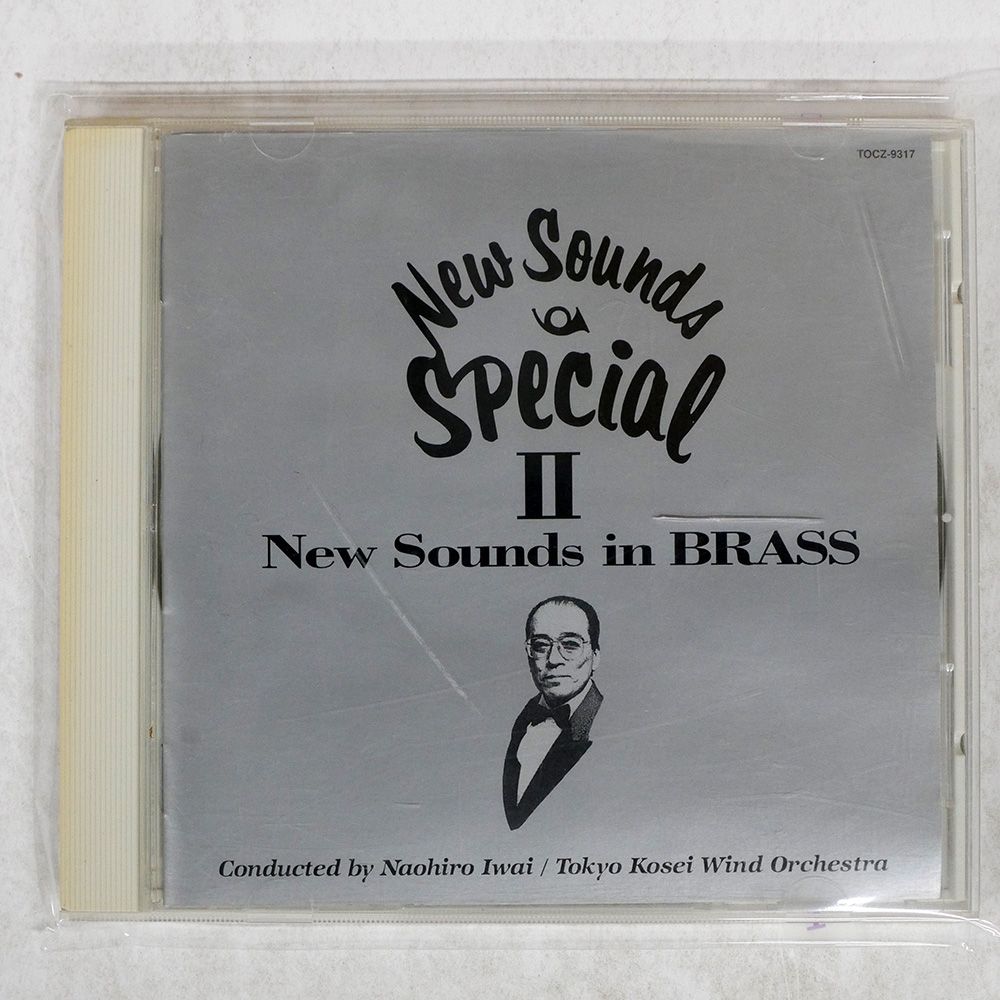 TOCZ-9317
New Sounds
Special
II
New Sounds in BRASS
Conducted by Naohiro Iwai / Tokyo Kosei Wind Orchestra